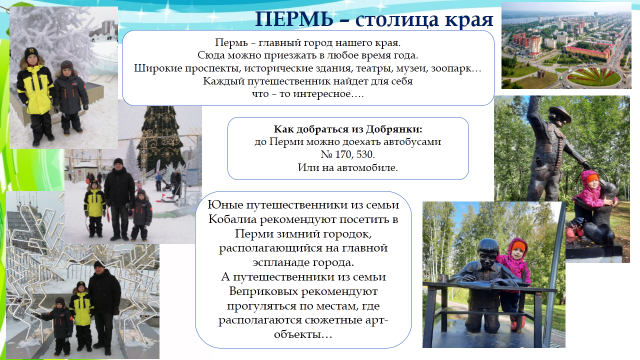 ПЕРМЬ – столица края
Пермь – главный город нашего края.
Сюда можно приезжать в любое время года.
Широкие проспекты, исторические здания, театры, музеи, зоопарк…
Каждый путешественник найдет для себя
что – то интересное….
Как добраться из Добрянки:
до Перми можно доехать автобусами
№ 170, 530.
Или на автомобиле.
Юные путешественники из семьи
Кобалиа рекомендуют посетить в
Перми зимний городок,
располагающийся на главной
эспланаде города.
А путешественники из семьи
Веприковых рекомендуют
прогуляться по местам, где
располагаются сюжетные арт-
объекты…